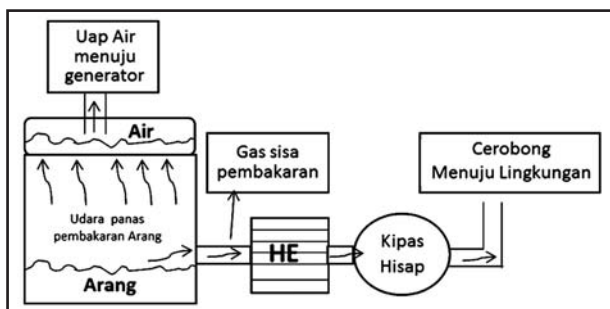 Uap Air
menuju
generator
Air
Gas sisa
pembakaran
Cerobong
Menuju Lingkungan
Udara panas
pembakaran Arang
HE
Kipas
Hisap
Arang